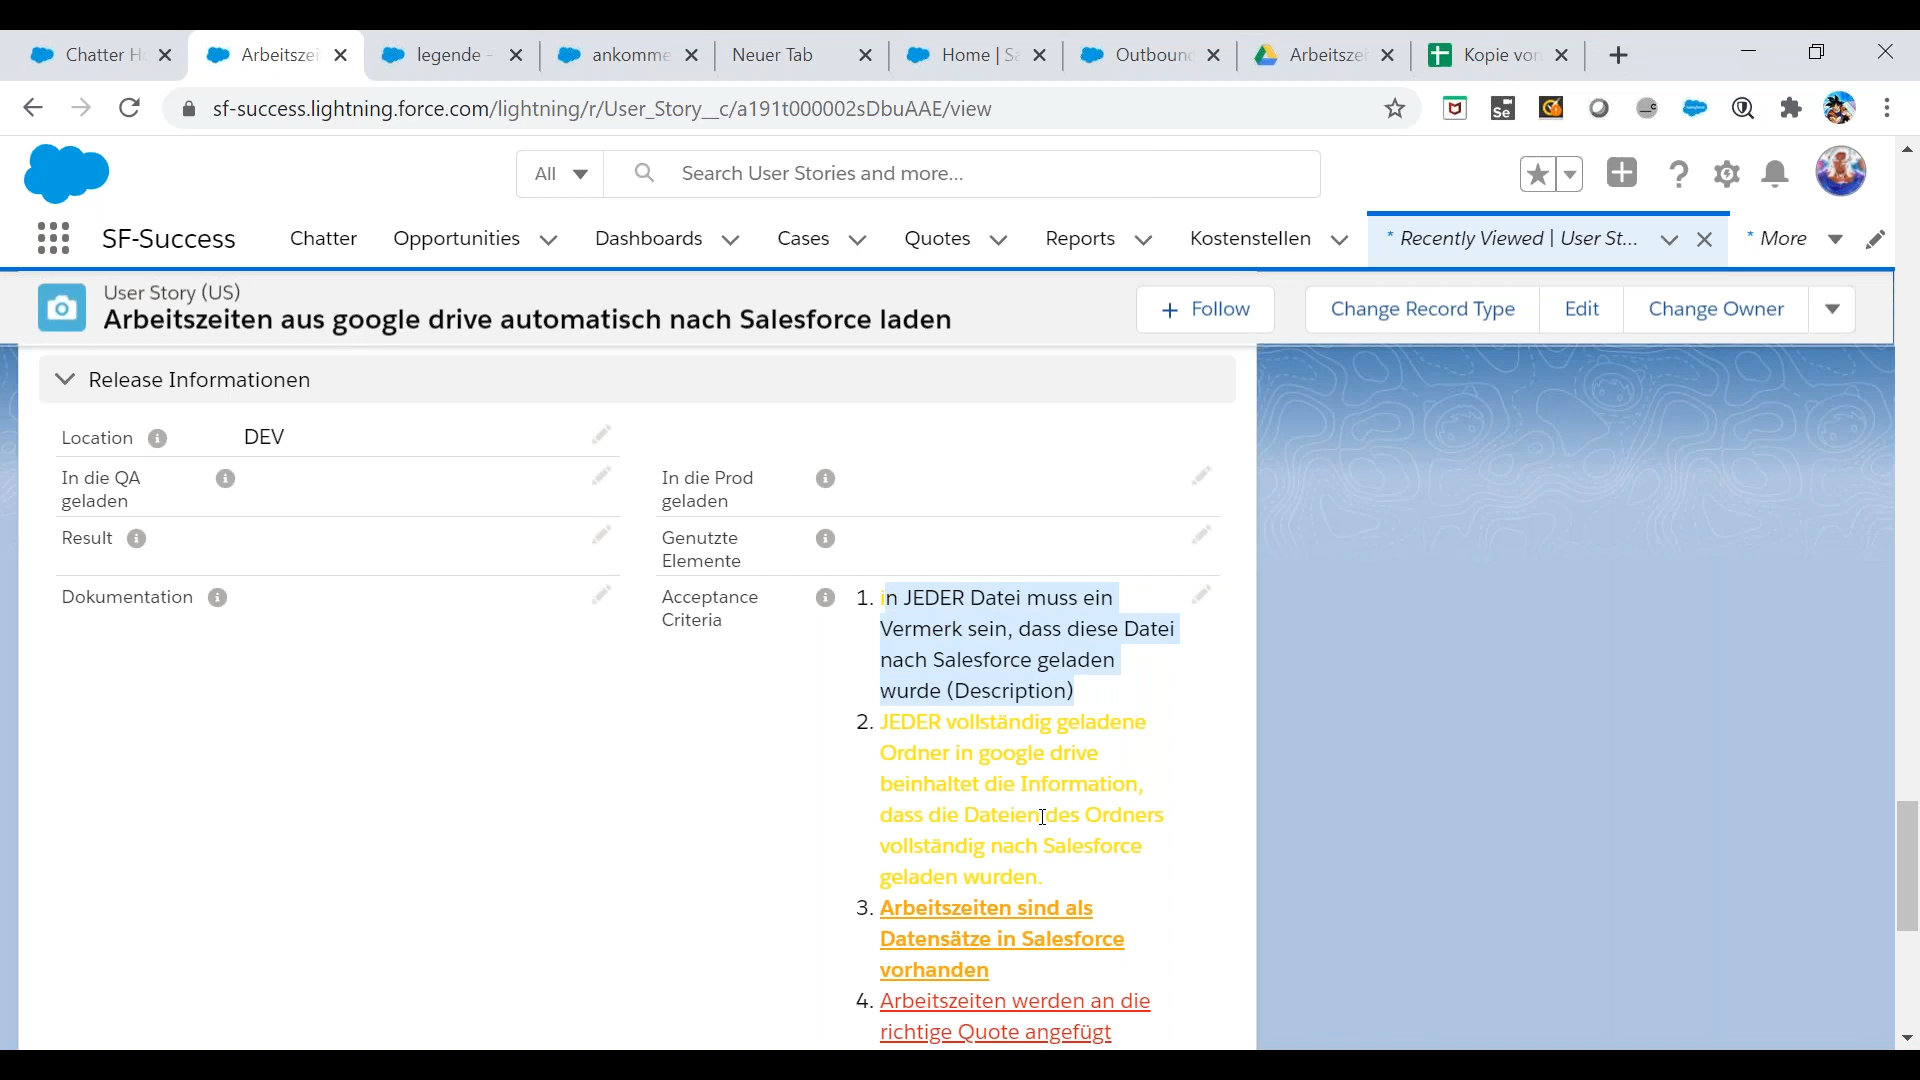 Chatter H
Arbeitszei
legende -
ankomme
Neuer Tab
Home | Sa
Outbound
Arbeitszei
Kopie von
sf-success.lightning.force.com/lightning/r/User_Story__c/a191t000002sDbuAAE/view
Se
All
Search User Stories and more...
SF-Success
Chatter
Opportunities
Dashboards
Cases
Quotes
Reports
Kostenstellen
* Recently Viewed | User St...
* More
User Story (US)
Arbeitszeiten aus google drive automatisch nach Salesforce laden
Follow
Change Record Type
Edit
Change Owner
Release Informationen
Location
DEV
In die QA
geladen
In die Prod
geladen
Result
Genutzte
Elemente
Dokumentation
Acceptance
Criteria
1. in JEDER Datei muss ein
Vermerk sein, dass diese Datei
nach Salesforce geladen
wurde (Description)
2. JEDER vollständig geladene
Ordner in google drive
beinhaltet die Information,
dass die Dateien des Ordners
vollständig nach Salesforce
geladen wurden.
3. Arbeitszeiten sind als
Datensätze in Salesforce
vorhanden
4. Arbeitszeiten werden an die
richtige Quote angefügt